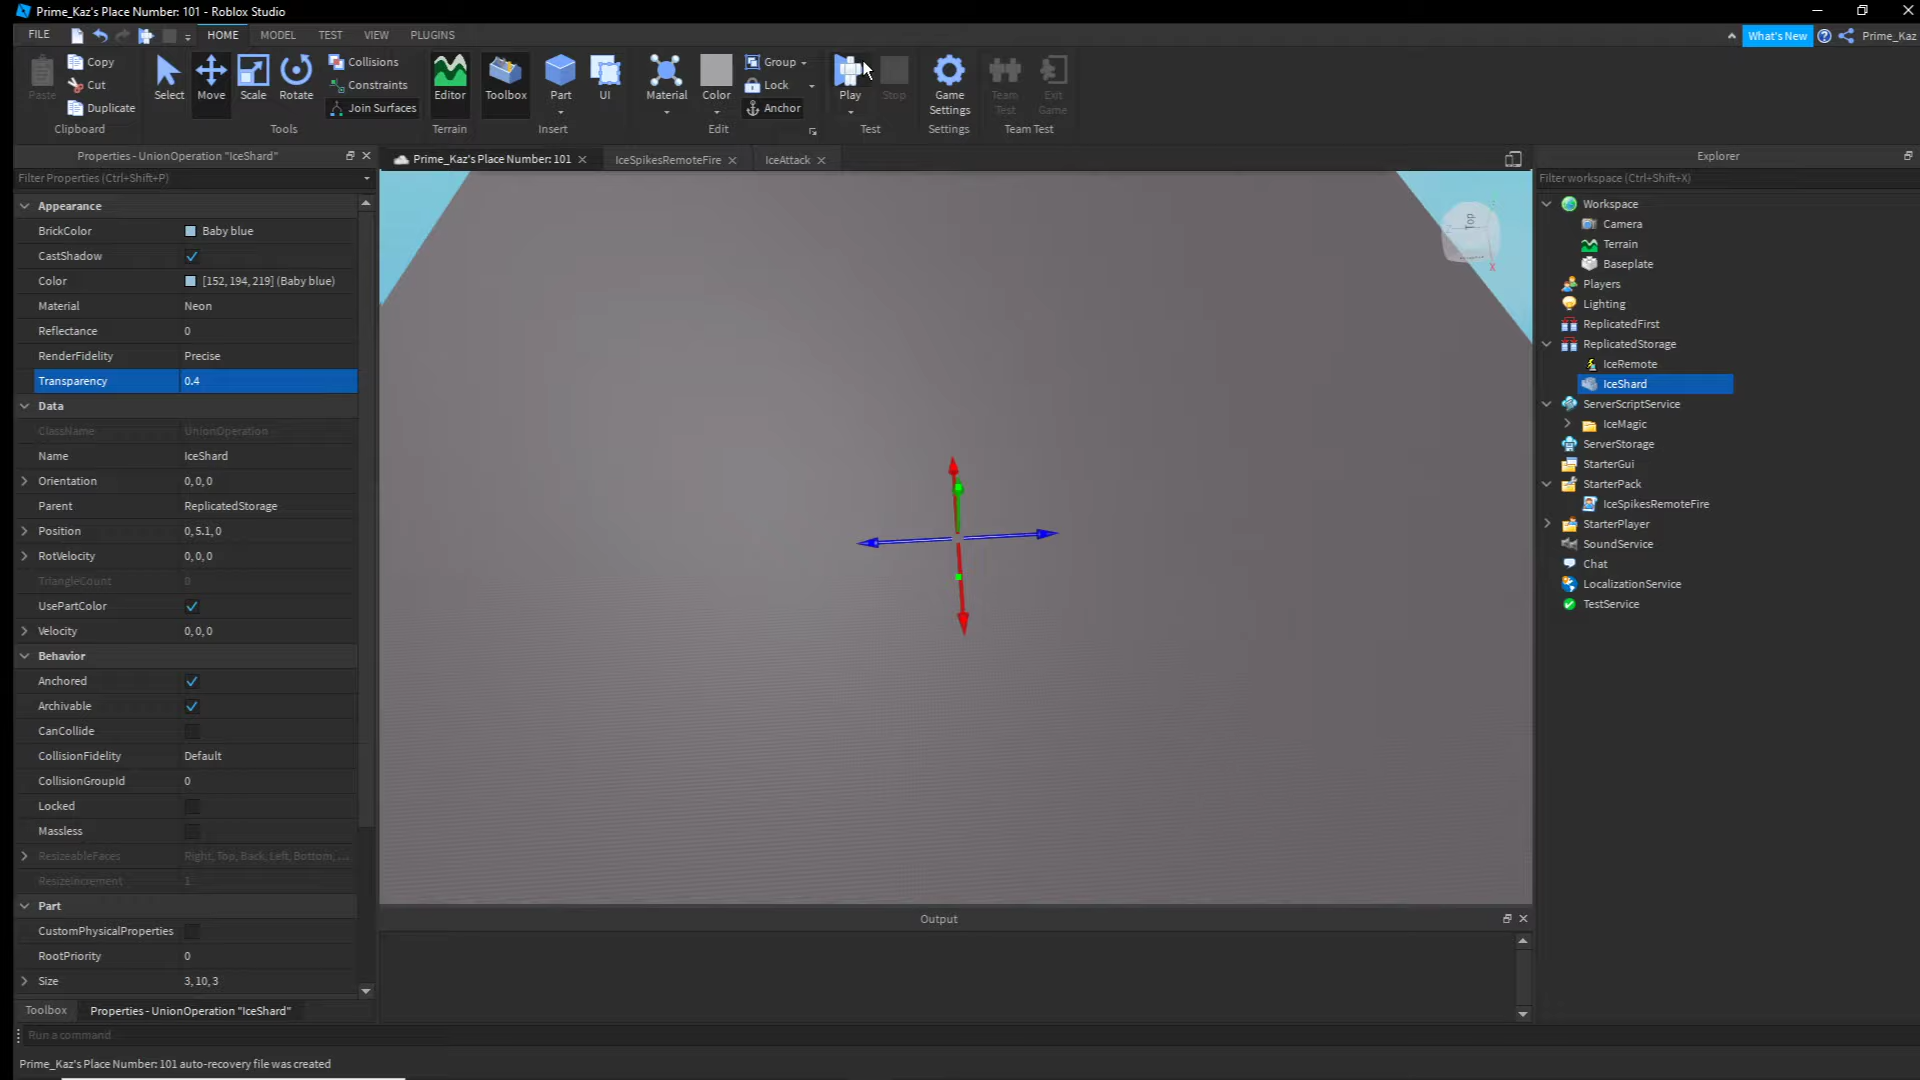 Prime_Kaz's Place Number: 101 - Roblox Studio
FILE HOME MODEL TEST VIEW PLUGINS What's New Prime_Kaz
Paste Copy Cut Duplicate Clipboard
Select Move Scale Rotate Collisions Constraints Join Surfaces Tools
Editor Terrain
Toolbox Part UI Insert
Material Color Group Lock Anchor Edit
Play Stop Test
Game Settings Settings
Team Test Exit Game Team Test
Properties - UnionOperation "IceShard"
Filter Properties (Ctrl+Shift+P)
Appearance
BrickColor Baby blue
CastShadow
Color [152, 194, 219] (Baby blue)
Material Neon
Reflectance 0
RenderFidelity Precise
Transparency 0.4
Data
ClassName UnionOperation
Name IceShard
Orientation 0, 0, 0
Parent ReplicatedStorage
Position 0, 5.1, 0
RotVelocity 0, 0, 0
TriangleCount 0
UsePartColor
Velocity 0, 0, 0
Behavior
Anchored
Archivable
CanCollide
CollisionFidelity Default
CollisionGroupId 0
Locked
Massless
ResizeableFaces Right, Top, Back, Left, Bottom, ...
ResizeIncrement 1
Part
CustomPhysicalProperties
RootPriority 0
Size 3, 10, 3
Toolbox Properties - UnionOperation "IceShard"
Prime_Kaz's Place Number: 101 IceSpikesRemoteFire IceAttack
Top
X
Output
Explorer
Filter workspace (Ctrl+Shift+X)
Workspace
Camera
Terrain
Baseplate
Players
Lighting
ReplicatedFirst
ReplicatedStorage
IceRemote
IceShard
ServerScriptService
IceMagic
ServerStorage
StarterGui
StarterPack
IceSpikesRemoteFire
StarterPlayer
SoundService
Chat
LocalizationService
TestService
Run a command
Prime_Kaz's Place Number: 101 auto-recovery file was created